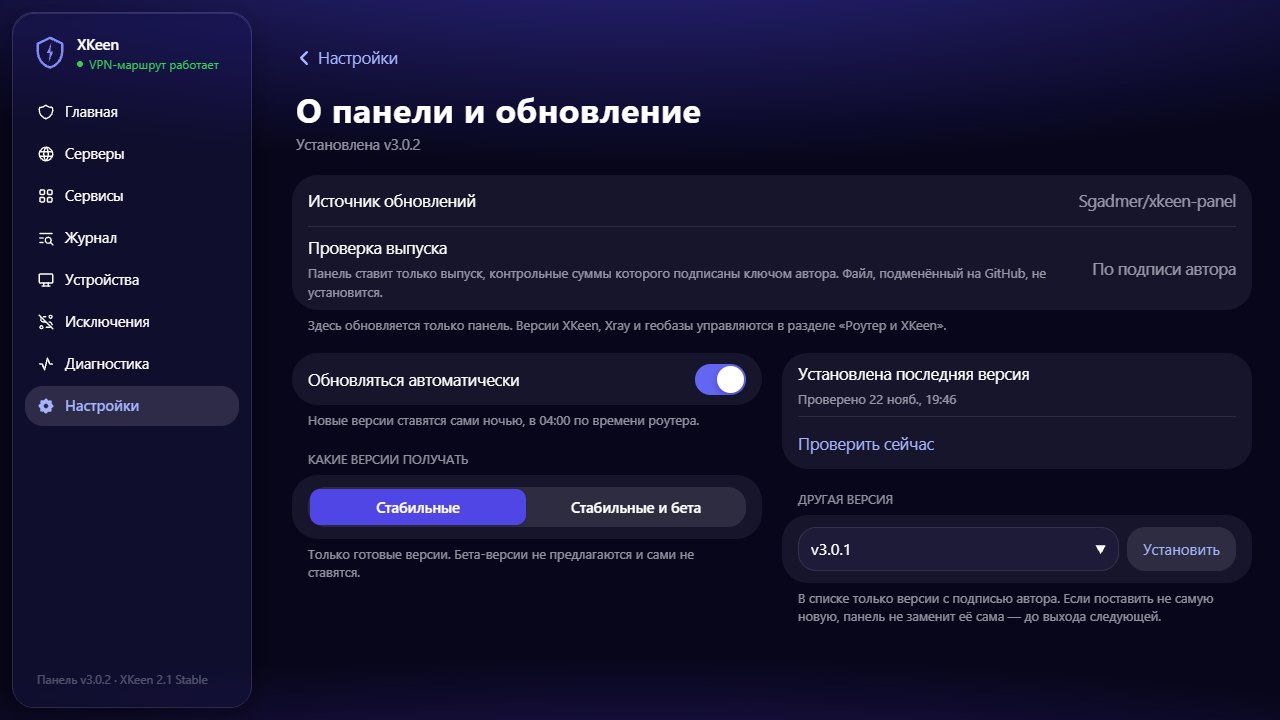 XKeen
VPN-маршрут работает
Главная
Серверы
Сервисы
Журнал
Устройства
Исключения
Диагностика
Настройки
Панель v3.0.2 · XKeen 2.1 Stable
Настройки
О панели и обновление
Установлена v3.0.2
Источник обновлений
Sgadmer/xkeen-panel
Проверка выпуска
Панель ставит только выпуск, контрольные суммы которого подписаны ключом автора. Файл, подменённый на GitHub, не
установится.
По подписи автора
Здесь обновляется только панель. Версии XKeen, Xray и геобазы управляются в разделе «Роутер и XKeen».
Обновляться автоматически
Новые версии ставятся сами ночью, в 04:00 по времени роутера.
КАКИЕ ВЕРСИИ ПОЛУЧАТЬ
Стабильные
Стабильные и бета
Только готовые версии. Бета-версии не предлагаются и сами не
ставятся.
Установлена последняя версия
Проверено 22 нояб., 19:46
Проверить сейчас
ДРУГАЯ ВЕРСИЯ
v3.0.1
Установить
В списке только версии с подписью автора. Если поставить не самую
новую, панель не заменит её сама — до выхода следующей.